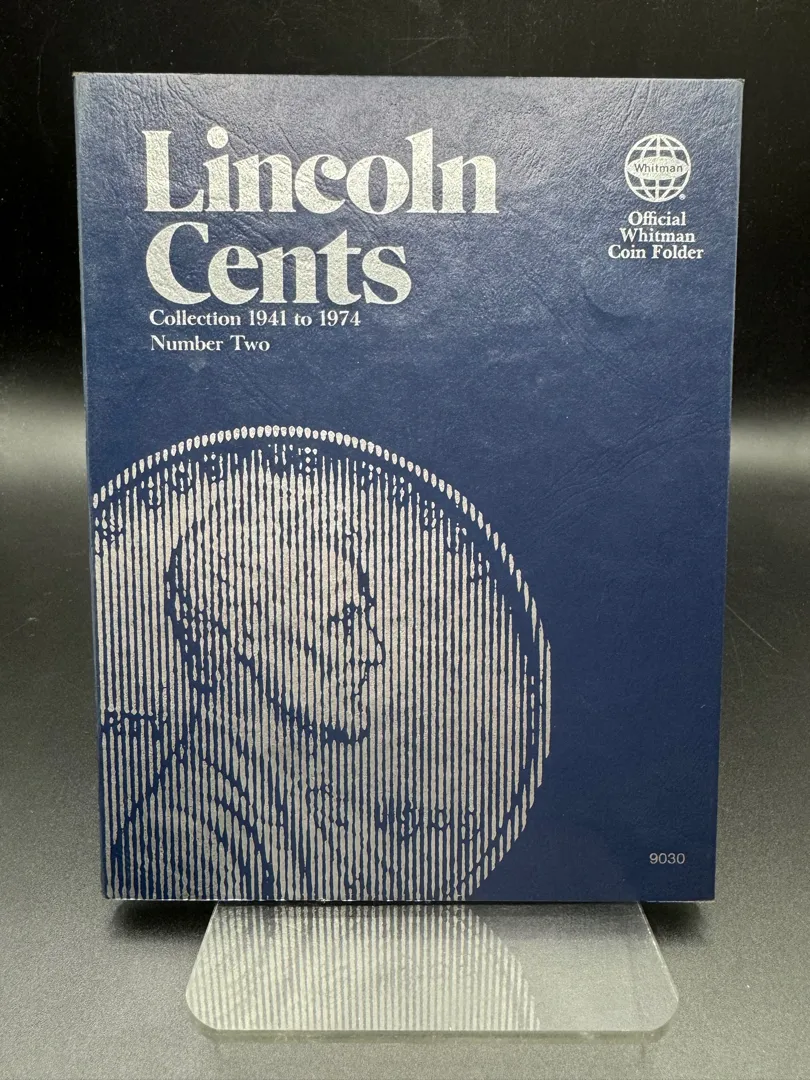 Lincoln
Cents
Collection 1941 to 1974
Number Two
Whitman
®
Official
Whitman
Coin Folder
9030